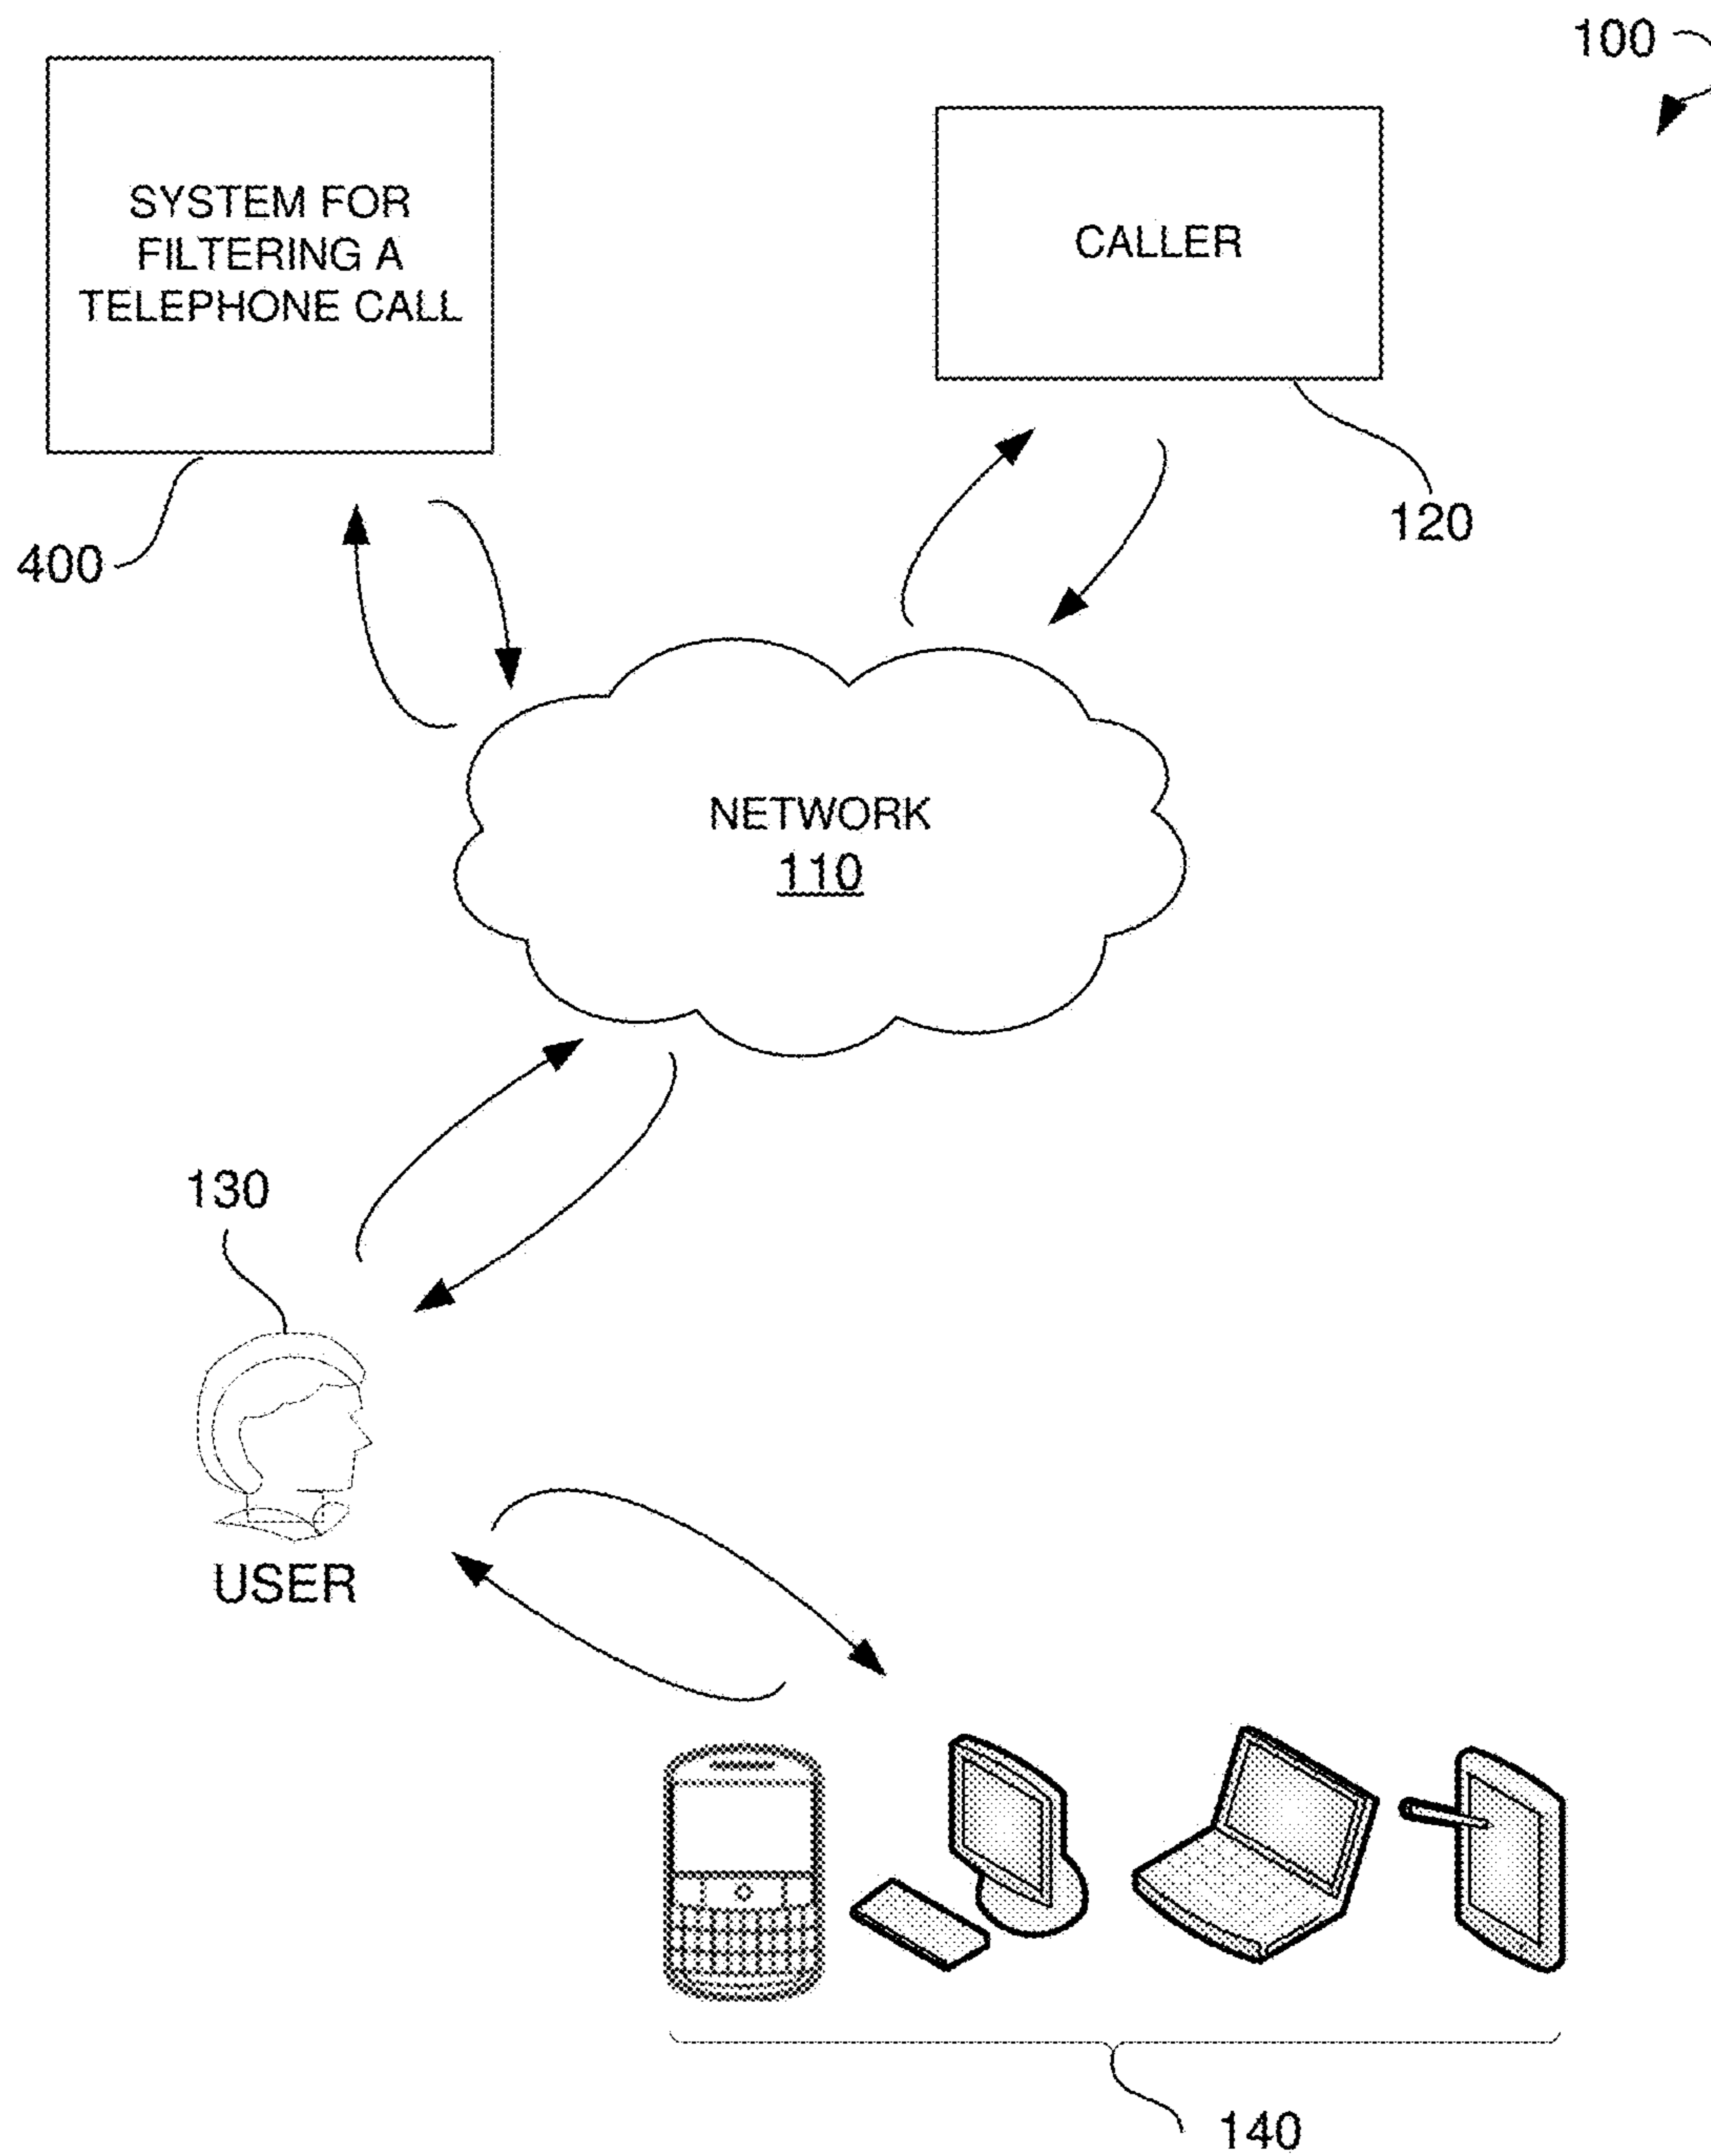 100
SYSTEM FOR
FILTERING A
TELEPHONE CALL
CALLER
400
120
NETWORK
110
130
USER
140